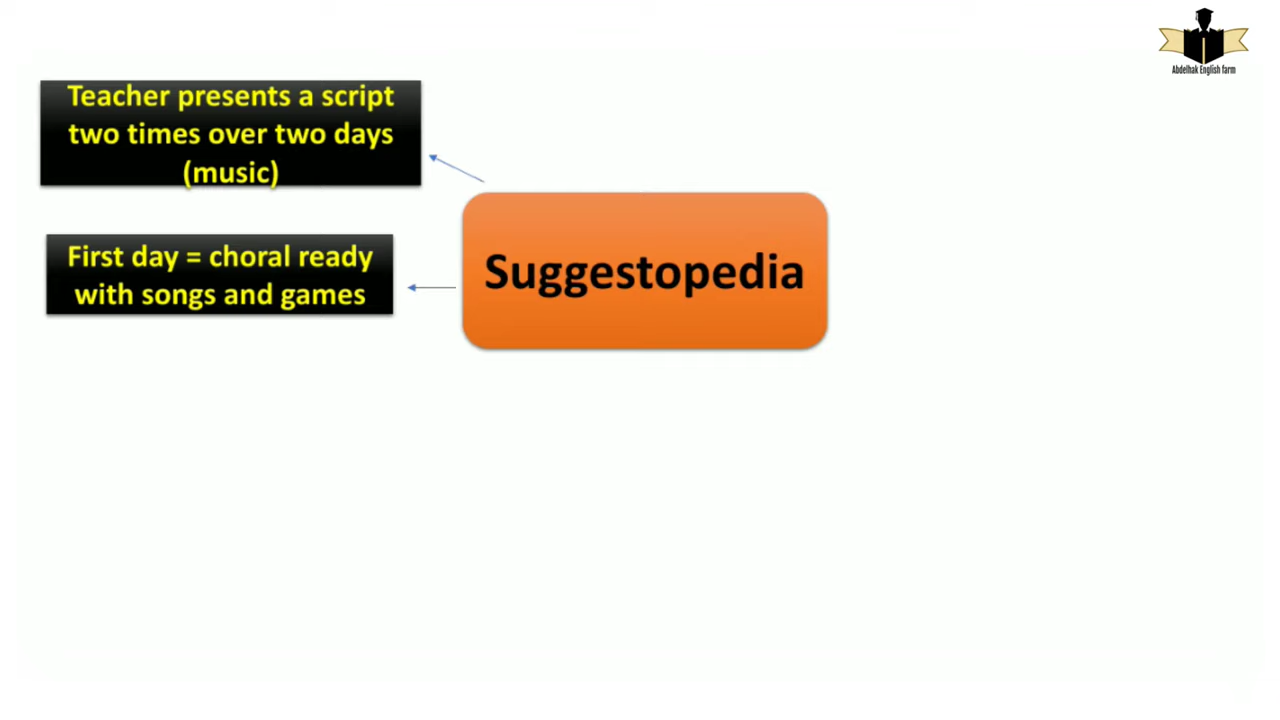 Abdelhak English farm
Teacher presents a script
two times over two days
(music)
First day = choral ready
with songs and games
Suggestopedia